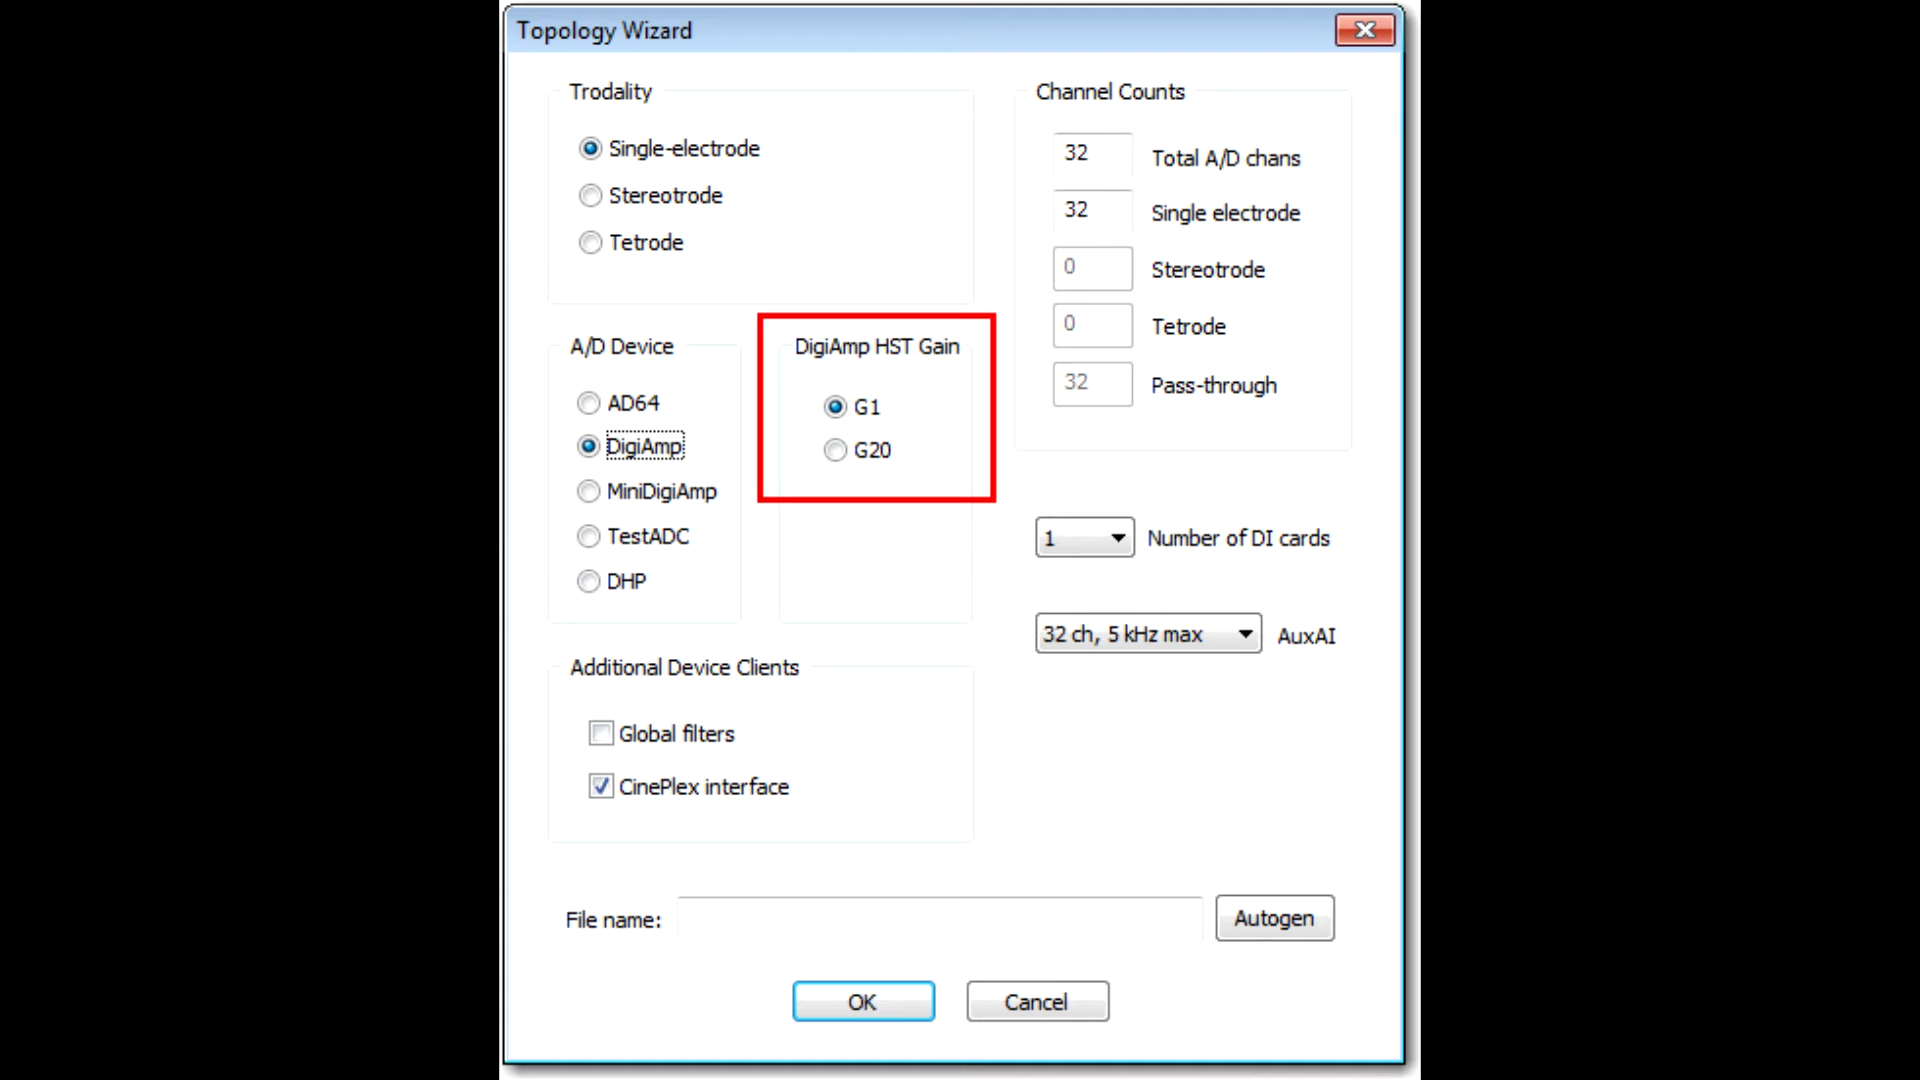 Topology Wizard
Trodality
Single-electrode
Stereotrode
Tetrode
Channel Counts
32 Total A/D chans
32 Single electrode
0 Stereotrode
0 Tetrode
32 Pass-through
A/D Device
AD64
DigiAmp
MiniDigiAmp
TestADC
DHP
DigiAmp HST Gain
G1
G20
1 Number of DI cards
32 ch, 5 kHz max AuxAI
Additional Device Clients
Global filters
CinePlex interface
File name:
Autogen
OK
Cancel